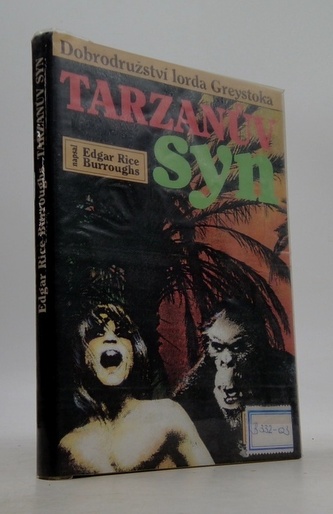 Dobrodružství lorda Greystoka
TARZANŮV
syn
napsal
Edgar Rice
Burroughs
Edgar Rice Burroughs TARZANŮV SYN